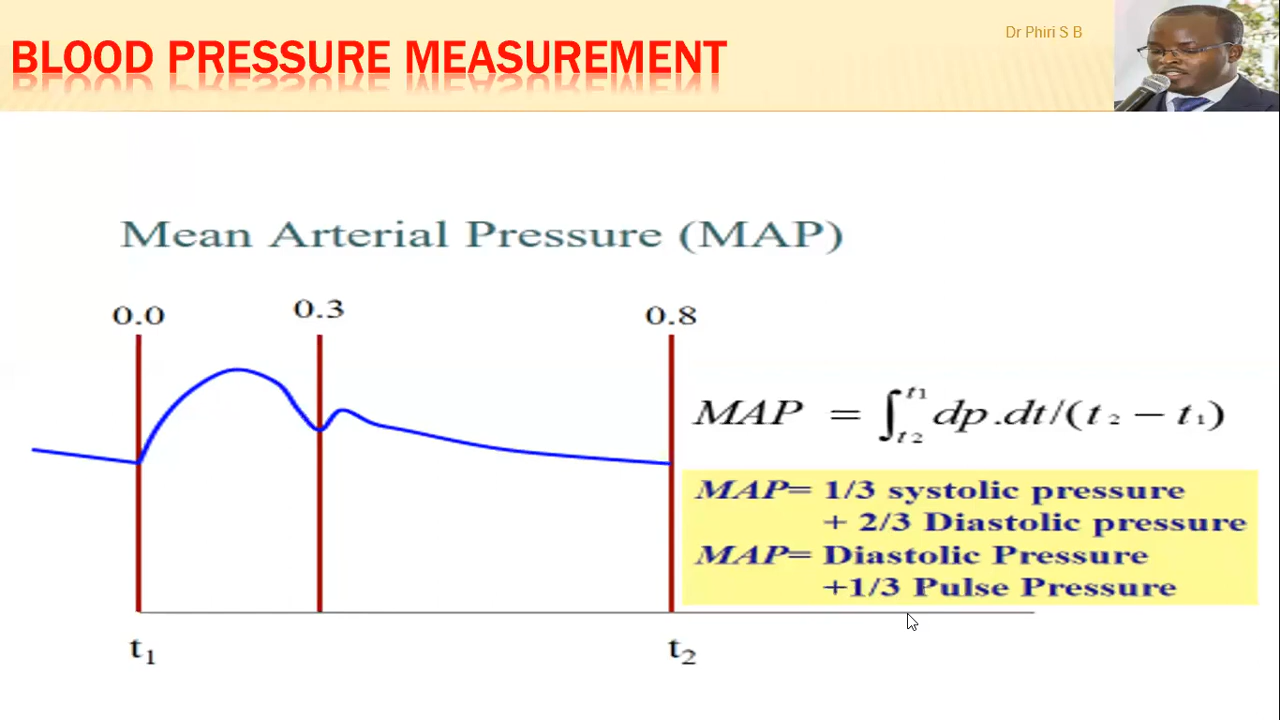 Dr Phiri S B
BLOOD PRESSURE MEASUREMENT
Mean Arterial Pressure (MAP)
0.0
0.3
0.8
MAP = ∫t2t1 dp.dt/(t2 − t1)
MAP= 1/3 systolic pressure
+ 2/3 Diastolic pressure
MAP= Diastolic Pressure
+1/3 Pulse Pressure
t1
t2